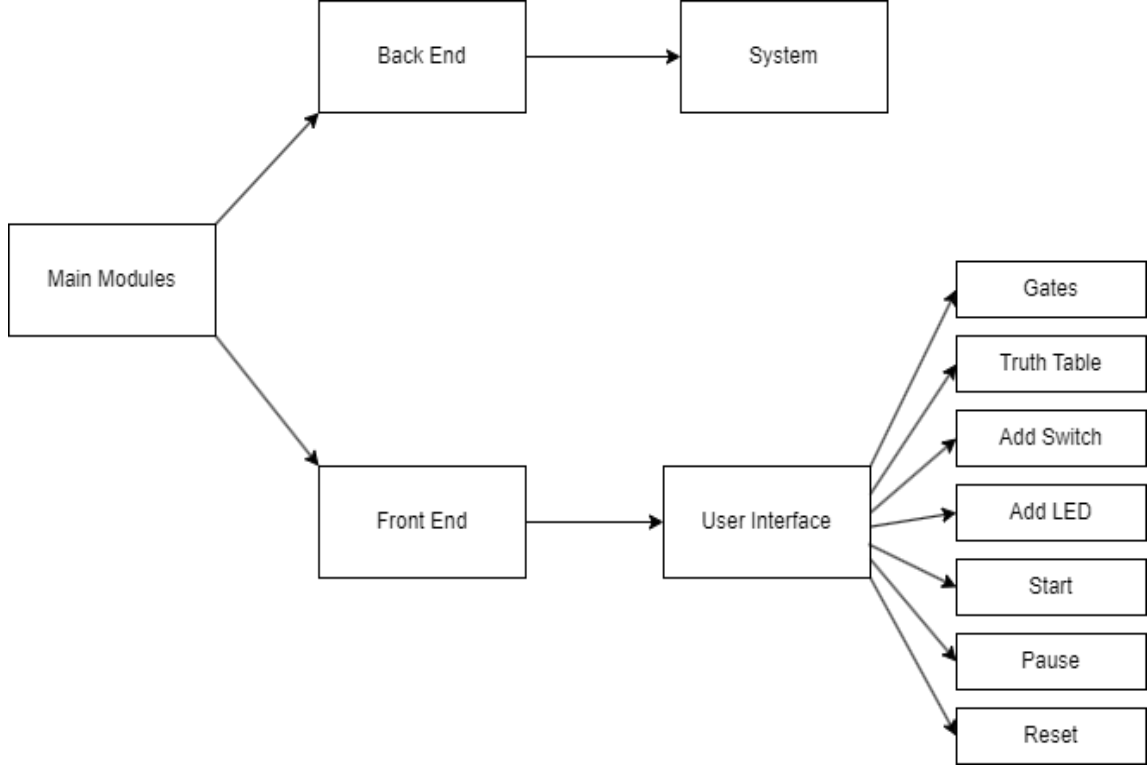 Back End
System
Main Modules
Gates
Truth Table
Add Switch
Add LED
Front End
User Interface
Start
Pause
Reset